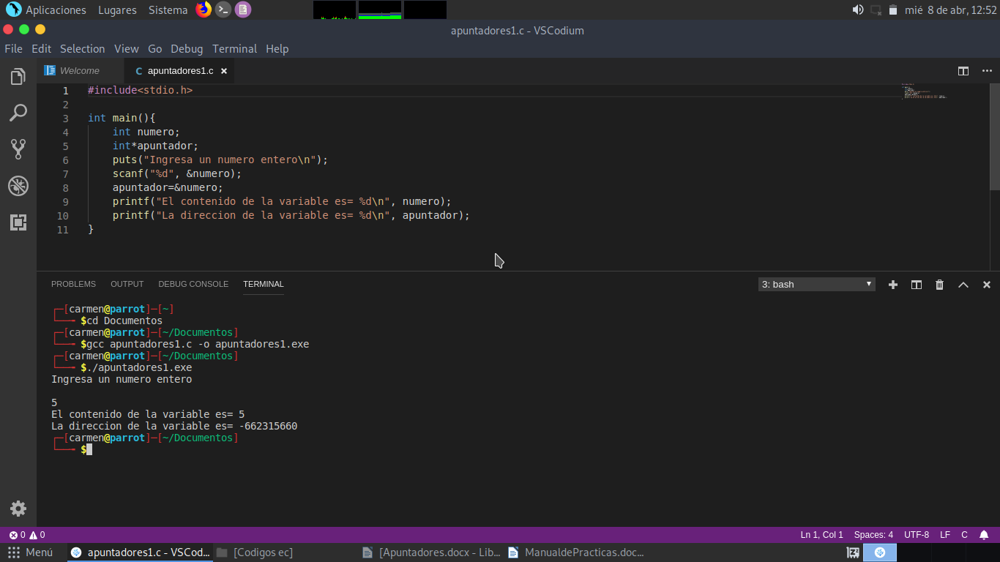 Aplicaciones Lugares Sistema mié 8 de abr, 12:52
apuntadores1.c - VSCodium
File Edit Selection View Go Debug Terminal Help
Welcome C apuntadores1.c
1 #include<stdio.h>
2
3 int main(){
4 int numero;
5 int*apuntador;
6 puts("Ingresa un numero entero\n");
7 scanf("%d", &numero);
8 apuntador=&numero;
9 printf("El contenido de la variable es= %d\n", numero);
10 printf("La direccion de la variable es= %d\n", apuntador);
11 }
PROBLEMS OUTPUT DEBUG CONSOLE TERMINAL 3: bash
[carmen@parrot]─[~]
$cd Documentos
[carmen@parrot]─[~/Documentos]
$gcc apuntadores1.c -o apuntadores1.exe
[carmen@parrot]─[~/Documentos]
$./apuntadores1.exe
Ingresa un numero entero
5
El contenido de la variable es= 5
La direccion de la variable es= -662315660
[carmen@parrot]─[~/Documentos]
$
0 0 Ln 1, Col 1 Spaces: 4 UTF-8 LF C
Menú apuntadores1.c - VSCod... [Codigos ec] [Apuntadores.docx - Lib... ManualdePracticas.doc...